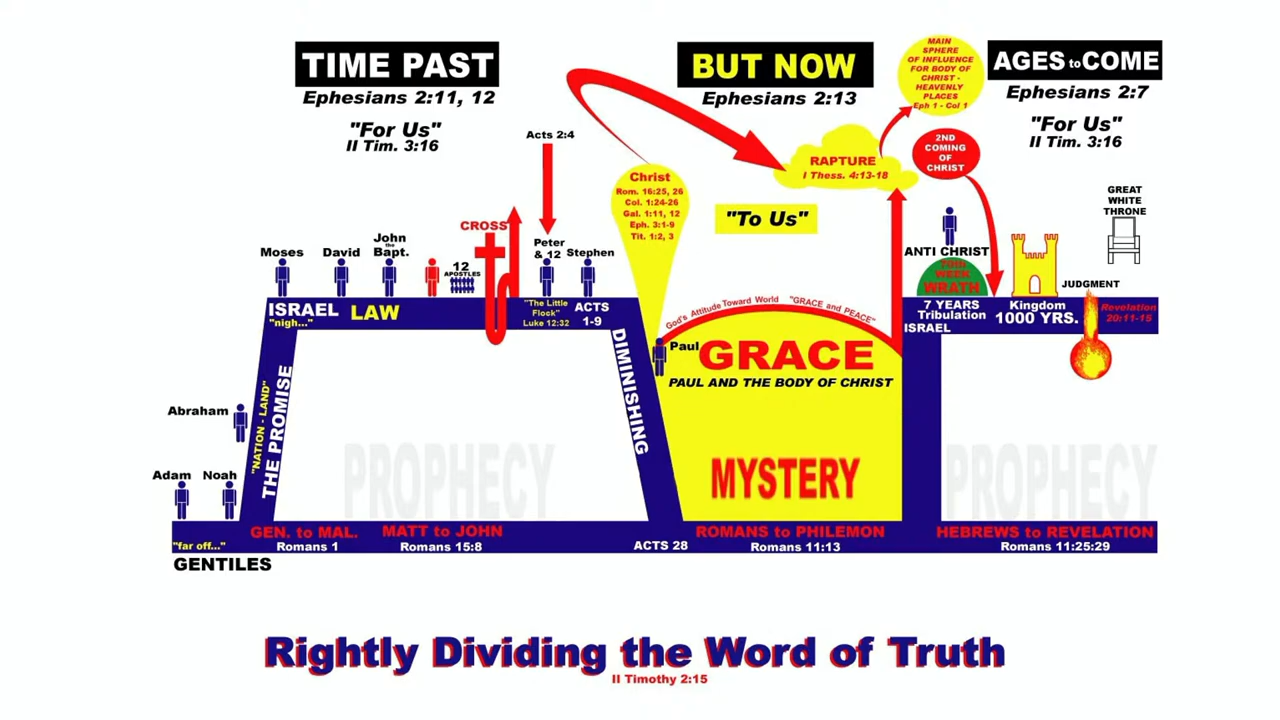 TIME PAST
Ephesians 2:11, 12
"For Us"
II Tim. 3:16
Acts 2:4
Moses
David
John
the
Bapt.
12
APOSTLES
CROSS
Peter
& 12
Stephen
ISRAEL
"nigh..."
LAW
"The Little
Flock"
Luke 12:32
ACTS
1-9
"NATION - LAND"
THE PROMISE
DIMINISHING
Abraham
Adam
Noah
PROPHECY
"far off..."
GENTILES
GEN. to MAL.
Romans 1
MATT to JOHN
Romans 15:8
ACTS 28
BUT NOW
Ephesians 2:13
Christ
Rom. 16:25, 26
Col. 1:24-26
Gal. 1:11, 12
Eph. 3:1-9
Tit. 1:2, 3
"To Us"
RAPTURE
I Thess. 4:13-18
God's Attitude Toward World "GRACE and PEACE"
Paul
GRACE
PAUL AND THE BODY OF CHRIST
MYSTERY
ROMANS to PHILEMON
Romans 11:13
MAIN
SPHERE
OF INFLUENCE
FOR BODY OF
CHRIST -
HEAVENLY
PLACES
Eph 1 - Col 1
AGES to COME
Ephesians 2:7
"For Us"
II Tim. 3:16
2ND
COMING
OF
CHRIST
GREAT
WHITE
THRONE
ANTI CHRIST
70th
WEEK
WRATH
JUDGMENT
7 YEARS
Tribulation
ISRAEL
Kingdom
1000 YRS.
Revelation
20:11-15
PROPHECY
HEBREWS to REVELATION
Romans 11:25:29
Rightly Dividing the Word of Truth
II Timothy 2:15